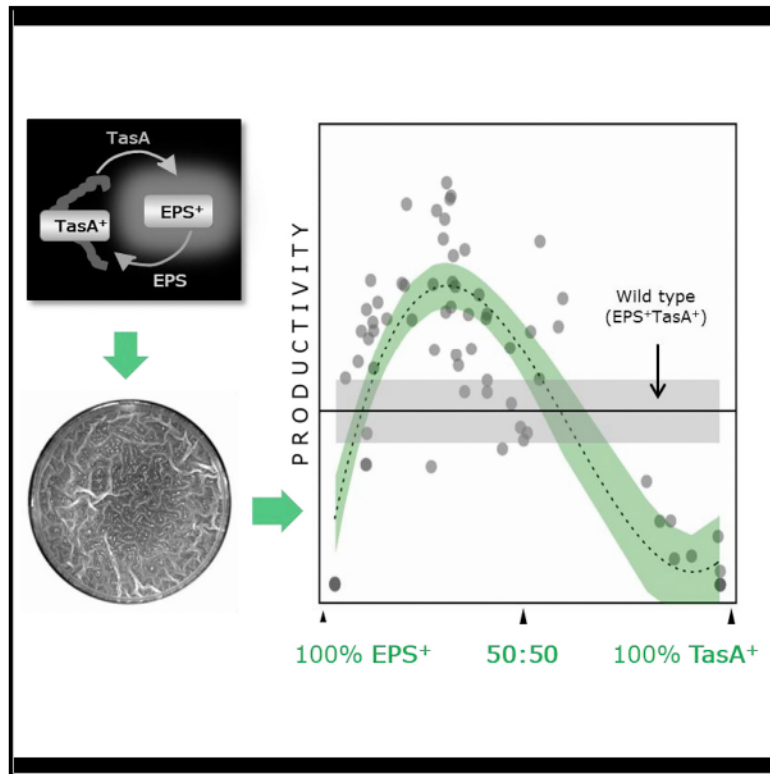 TasA
TasA⁺
EPS⁺
EPS
PRODUCTIVITY
Wild type
(EPS⁺TasA⁺)
100% EPS⁺
50:50
100% TasA⁺